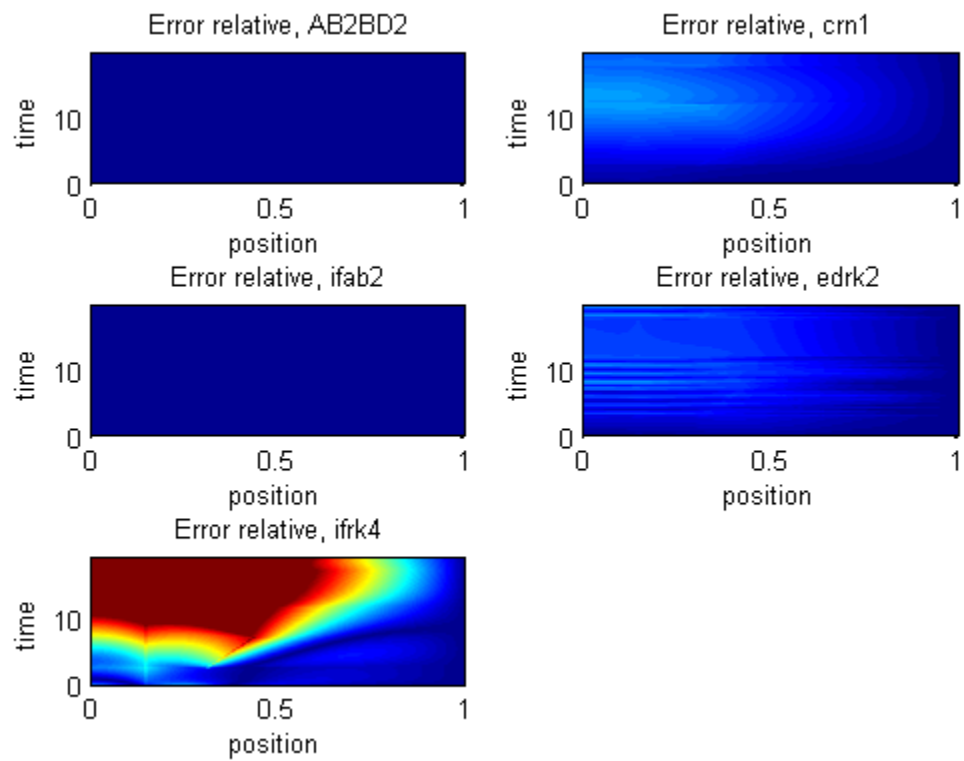 Error relative, AB2BD2
time
10
0
0
0.5
1
position
Error relative, crn1
time
10
0
0
0.5
1
position
Error relative, ifab2
time
10
0
0
0.5
1
position
Error relative, edrk2
time
10
0
0
0.5
1
position
Error relative, ifrk4
time
10
0
0
0.5
1
position